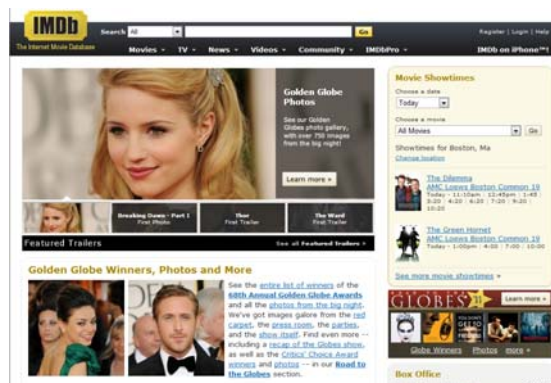 IMDb
The Internet Movie Database
Search All Go
Register | Login | Help
Movies TV News Videos Community IMDbPro IMDb on iPhone™!
Golden Globe
Photos
See our Golden
Globes photo gallery,
with over 750 images
from the big night!
Learn more »
Breaking Dawn - Part 1
First Photo
Thor
First Trailer
The Ward
First Trailer
Featured Trailers
See all Featured trailers »
Golden Globe Winners, Photos and More
See the entire list of winners of the
68th Annual Golden Globe Awards
and all the photos from the big night.
We've got images galore from the red
carpet, the press room, the parties,
and the show itself. Find even more --
including a recap of the Globes show,
as well as the Critics' Choice Award
winners and photos -- in our Road to
the Globes section.
Movie Showtimes
Choose a date
Today
Choose a movie
All Movies Go
Showtimes for Boston, Ma
Change location
The Dilemma
AMC Loews Boston Common 19
Today - 11:10am | 12:45pm | 1:45 |
3:20 | 4:20 | 6:20 | 7:20 | 9:20 |
10:20
The Green Hornet
AMC Loews Boston Common 19
Today - 1:00pm | 4:00 | 7:00 | 10:00
See more movie showtimes
GLOBES '11 Learn more »
Globe Winners Photos more »
Box Office